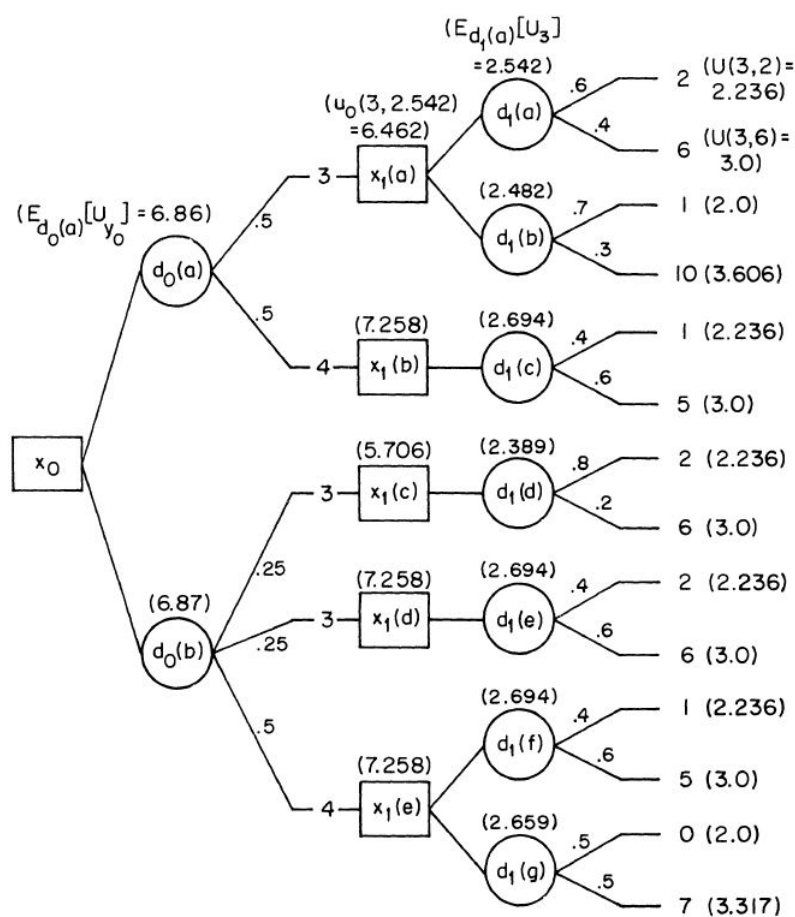 (E_{d_1(a)}[U_3]
=2.542)
(u_0(3, 2.542)
=6.462)
d_1(a)
.6
2 (U(3,2)=
2.236)
.4
6 (U(3,6)=
3.0)
3
x_1(a)
(2.482)
d_1(b)
.7
1 (2.0)
.3
10 (3.606)
(E_{d_0(a)}[U_{y_0}] =6.86)
d_0(a)
.5
.5
(7.258)
4
x_1(b)
(2.694)
d_1(c)
.4
1 (2.236)
.6
5 (3.0)
x_0
(5.706)
3
x_1(c)
(2.389)
d_1(d)
.8
2 (2.236)
.2
6 (3.0)
(6.87)
d_0(b)
.25
.25
.5
(7.258)
3
x_1(d)
(2.694)
d_1(e)
.4
2 (2.236)
.6
6 (3.0)
(7.258)
4
x_1(e)
(2.694)
d_1(f)
.4
1 (2.236)
.6
5 (3.0)
(2.659)
d_1(g)
.5
0 (2.0)
.5
7 (3.317)